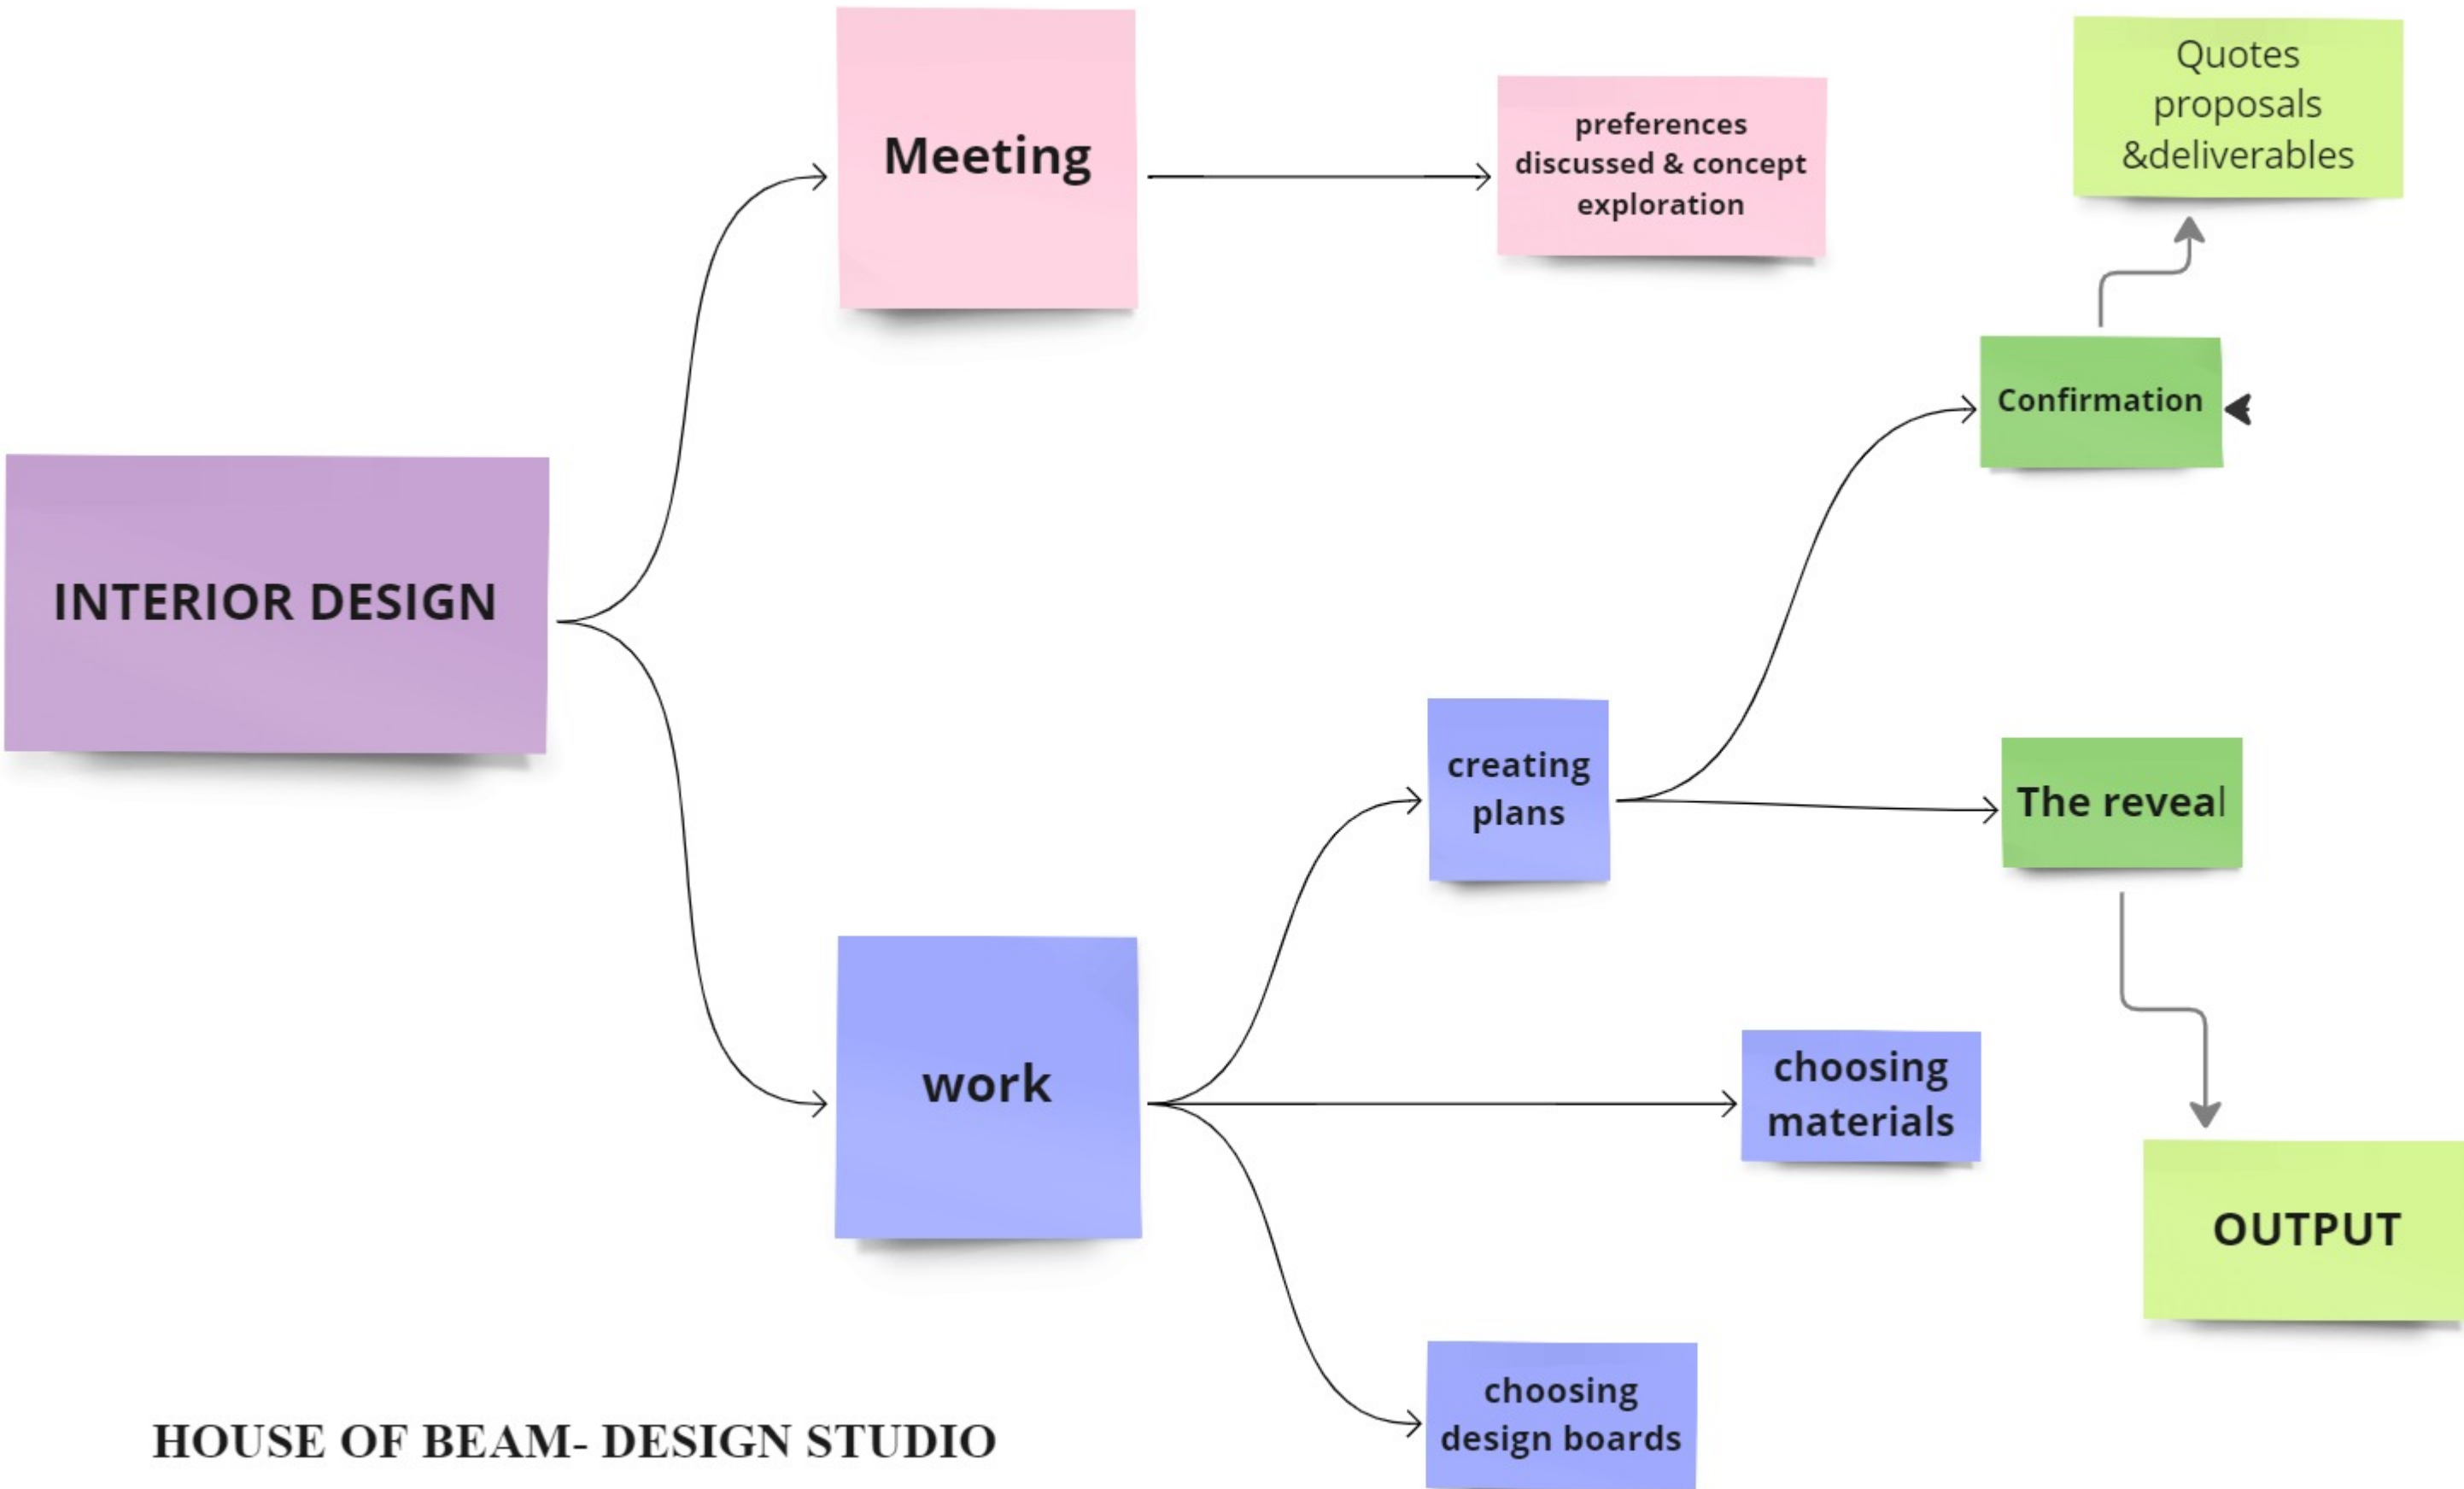 Quotes
proposals
&deliverables
Meeting
preferences
discussed & concept
exploration
Confirmation
INTERIOR DESIGN
creating
plans
The reveal
work
choosing
materials
OUTPUT
choosing
design boards
HOUSE OF BEAM- DESIGN STUDIO